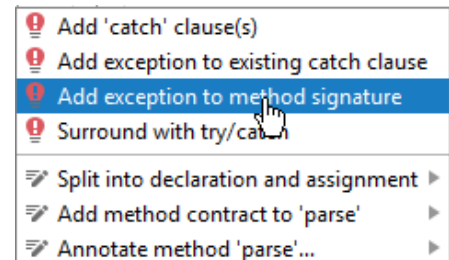 Add 'catch' clause(s)
Add exception to existing catch clause
Add exception to method signature
Surround with try/catch
Split into declaration and assignment
Add method contract to 'parse'
Annotate method 'parse'...